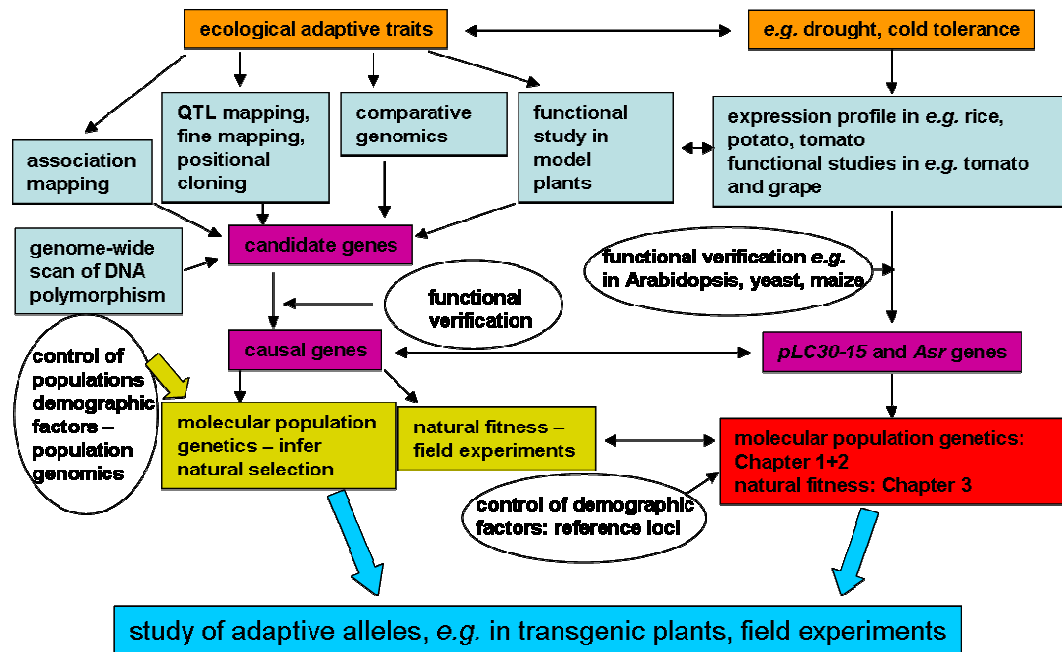 ecological adaptive traits
e.g. drought, cold tolerance
association
mapping
QTL mapping,
fine mapping,
positional
cloning
comparative
genomics
functional
study in
model
plants
expression profile in e.g. rice,
potato, tomato
functional studies in e.g. tomato
and grape
genome-wide
scan of DNA
polymorphism
candidate genes
functional
verification
functional verification e.g.
in Arabidopsis, yeast, maize
control of
populations
demographic
factors –
population
genomics
causal genes
pLC30-15 and Asr genes
molecular population
genetics – infer
natural selection
natural fitness –
field experiments
molecular population genetics:
Chapter 1+2
natural fitness: Chapter 3
control of demographic
factors: reference loci
study of adaptive alleles, e.g. in transgenic plants, field experiments